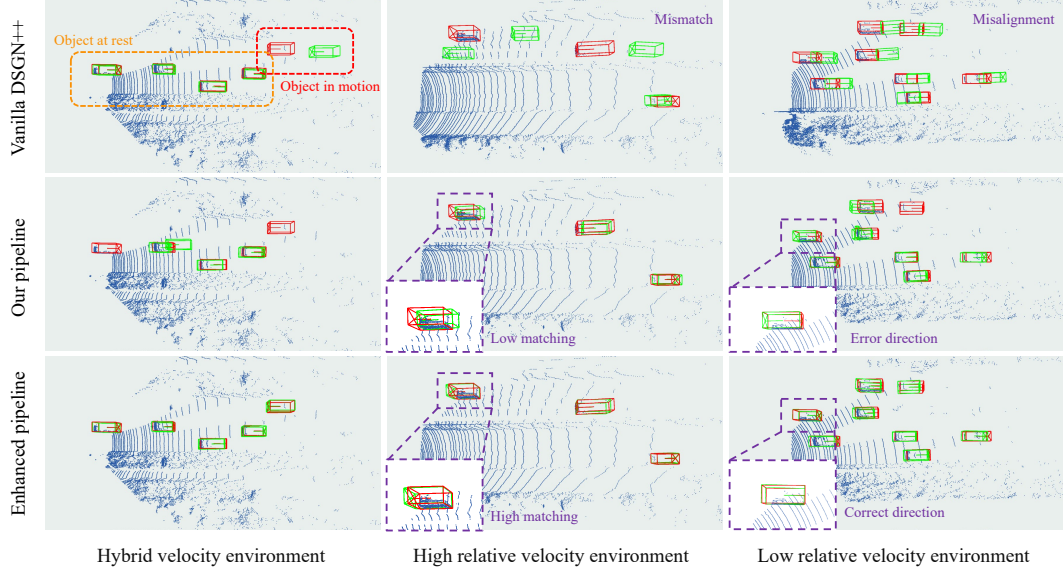 Vanilla DSGN++
Object at rest
Object in motion
Mismatch
Misalignment
Our pipeline
Low matching
Error direction
Enhanced pipeline
High matching
Correct direction
Hybrid velocity environment
High relative velocity environment
Low relative velocity environment